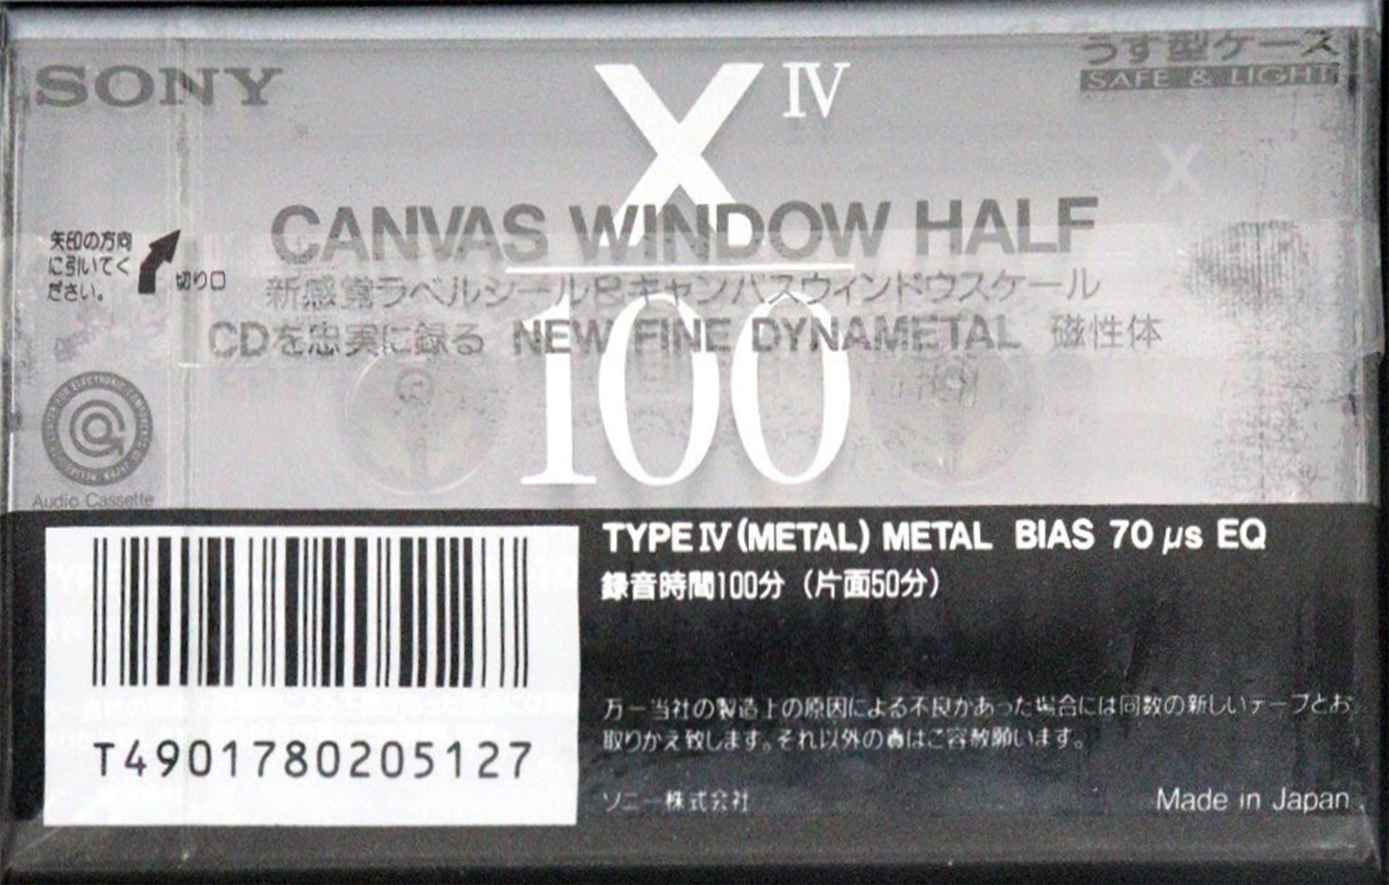 SONY
X IV
うす型ケース
SAFE & LIGHT
X
CANVAS WINDOW HALF
矢印の方向
に引いてく
ださい。
切り口
新感覚ラベルシール&キャンバスウィンドウスケール
CDを忠実に録る NEW FINE DYNAMETAL 磁性体
100
Audio Cassette
TYPE IV (METAL) METAL BIAS 70 μs EQ
録音時間100分 (片面50分)
万一当社の製造上の原因による不良があった場合には同数の新しいテープとお
取りかえ致します。それ以外の責はご容赦願います。
ソニー株式会社
Made in Japan
T4901780205127